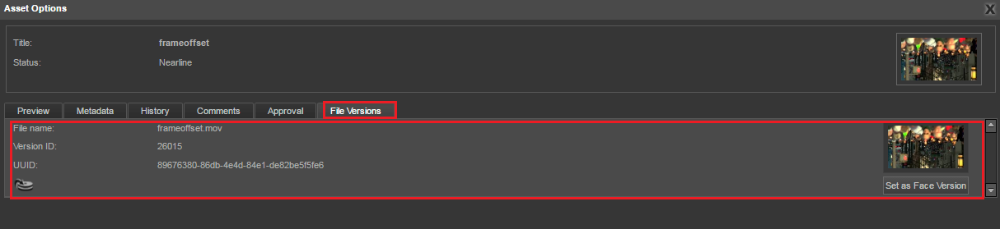 Asset Options
X
Title: frameoffset
Status: Nearline
Preview Metadata History Comments Approval File Versions
File name: frameoffset.mov
Version ID: 26015
UUID: 89676380-86db-4e4d-84e1-de82be5f5fe6
Set as Face Version